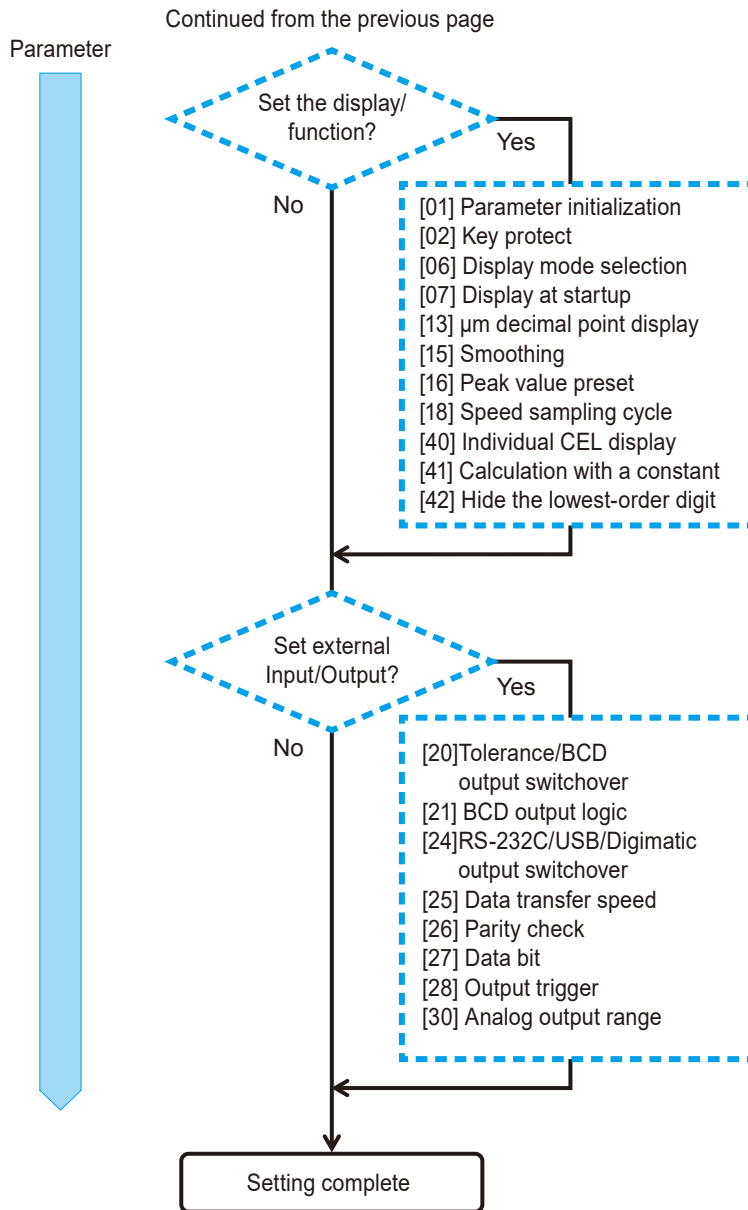 Continued from the previous page
Parameter
Set the display/
function?
Yes
No
[01] Parameter initialization
[02] Key protect
[06] Display mode selection
[07] Display at startup
[13] µm decimal point display
[15] Smoothing
[16] Peak value preset
[18] Speed sampling cycle
[40] Individual CEL display
[41] Calculation with a constant
[42] Hide the lowest-order digit
Set external
Input/Output?
Yes
No
[20]Tolerance/BCD
output switchover
[21] BCD output logic
[24]RS-232C/USB/Digimatic
output switchover
[25] Data transfer speed
[26] Parity check
[27] Data bit
[28] Output trigger
[30] Analog output range
Setting complete